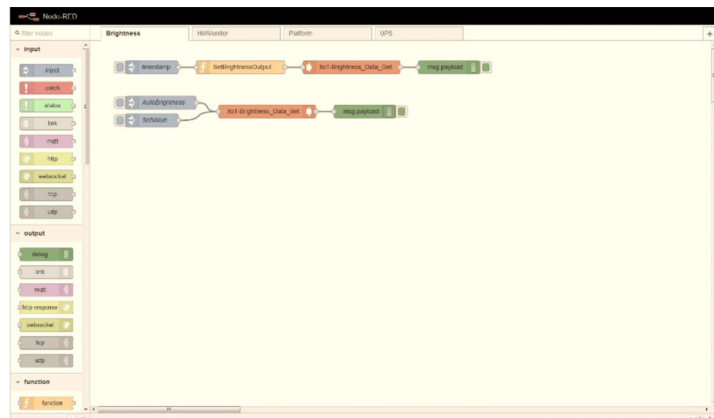 Node-RED
filter nodes
Brightness
HWMonitor
Platform
UPS
+
input
inject
catch
status
link
mqtt
http
websocket
tcp
udp
output
debug
link
mqtt
http response
websocket
tcp
udp
function
function
timestamp
SetBrightnessOutput
IIoT-Brightness_Data_Set
msg.payload
AutoBrightness
SetValue
IIoT-Brightness_Data_Get
msg.payload